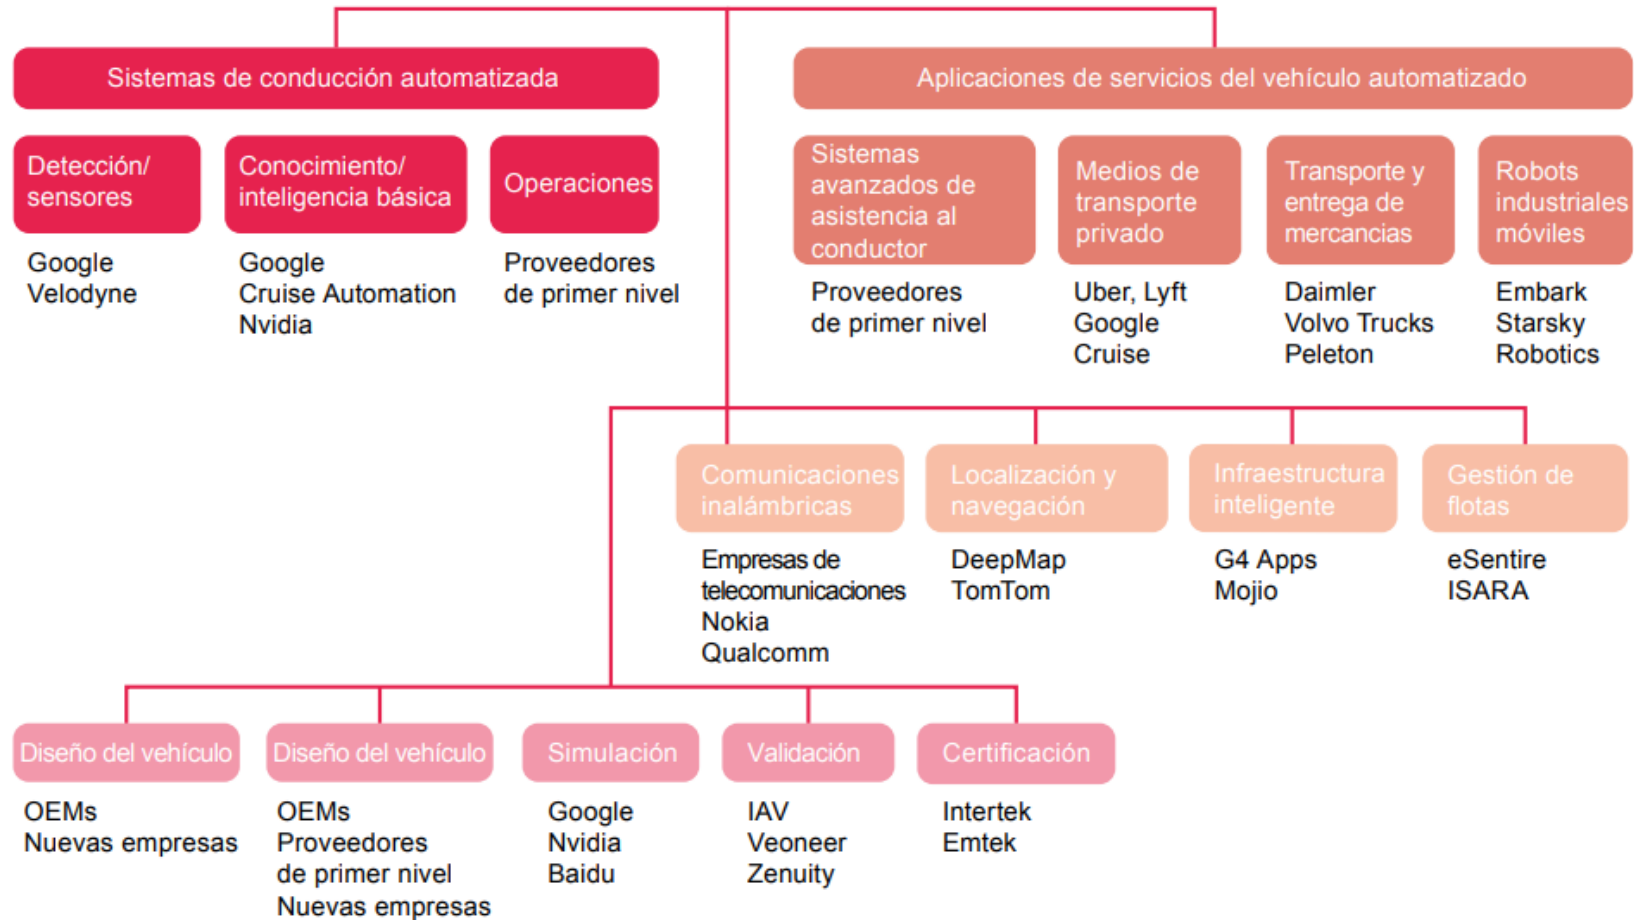 Sistemas de conducción automatizada
Aplicaciones de servicios del vehículo automatizado
Detección/
sensores
Google
Velodyne
Conocimiento/
inteligencia básica
Google
Cruise Automation
Nvidia
Operaciones
Proveedores
de primer nivel
Sistemas
avanzados de
asistencia al
conductor
Proveedores
de primer nivel
Medios de
transporte
privado
Uber, Lyft
Google
Cruise
Transporte y
entrega de
mercancias
Daimler
Volvo Trucks
Peleton
Robots
industriales
móviles
Embark
Starsky
Robotics
Comunicaciones
inalámbricas
Empresas de
telecomunicaciones
Nokia
Qualcomm
Localización y
navegación
DeepMap
TomTom
Infraestructura
inteligente
G4 Apps
Mojio
Gestión de
flotas
eSentire
ISARA
Diseño del vehículo
OEMs
Nuevas empresas
Diseño del vehículo
OEMs
Proveedores
de primer nivel
Nuevas empresas
Simulación
Google
Nvidia
Baidu
Validación
IAV
Veoneer
Zenuity
Certificación
Intertek
Emtek